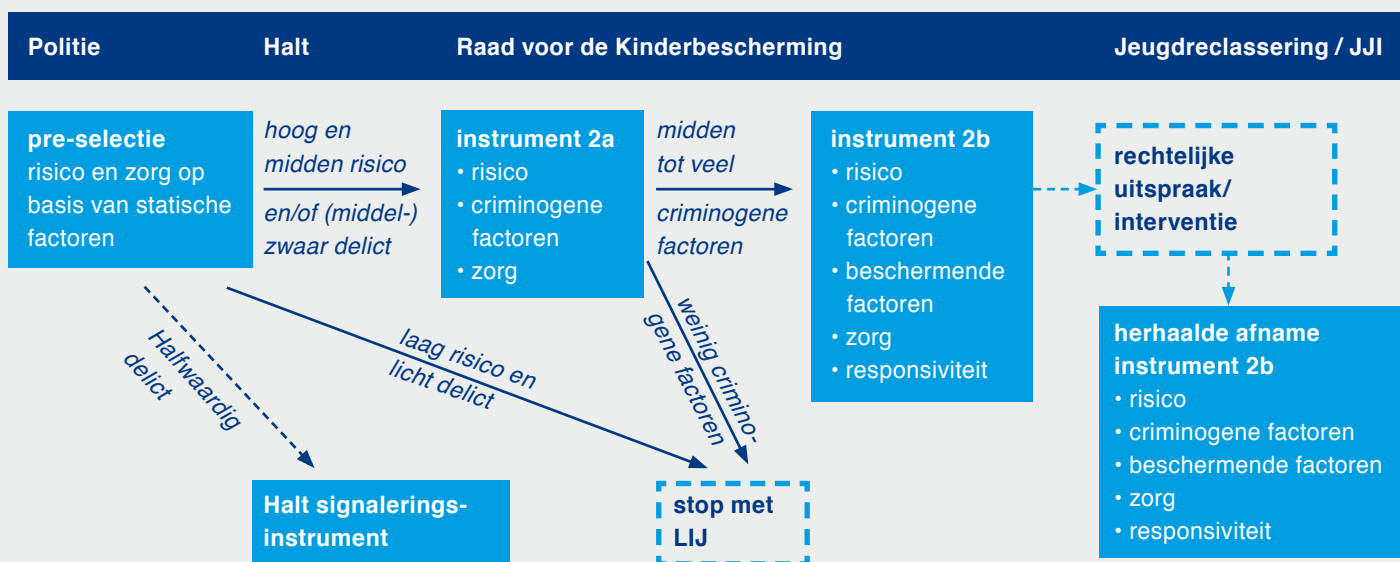 Politie
Halt
Raad voor de Kinderbescherming
Jeugdreclassering / JJI
pre-selectie
risico en zorg op
basis van statische
factoren
hoog en
midden risico
en/of (middel-)
zwaar delict
instrument 2a
• risico
• criminogene
factoren
• zorg
midden
tot veel
criminogene
factoren
instrument 2b
• risico
• criminogene
factoren
• beschermende
factoren
• zorg
• responsiviteit
rechtelijke
uitspraak/
interventie
herhaalde afname
instrument 2b
• risico
• criminogene factoren
• beschermende factoren
• zorg
• responsiviteit
Halfwaardig
delict
laag risico en
licht delict
weinig crimino-
gene factoren
Halt signalerings-
instrument
stop met
LIJ